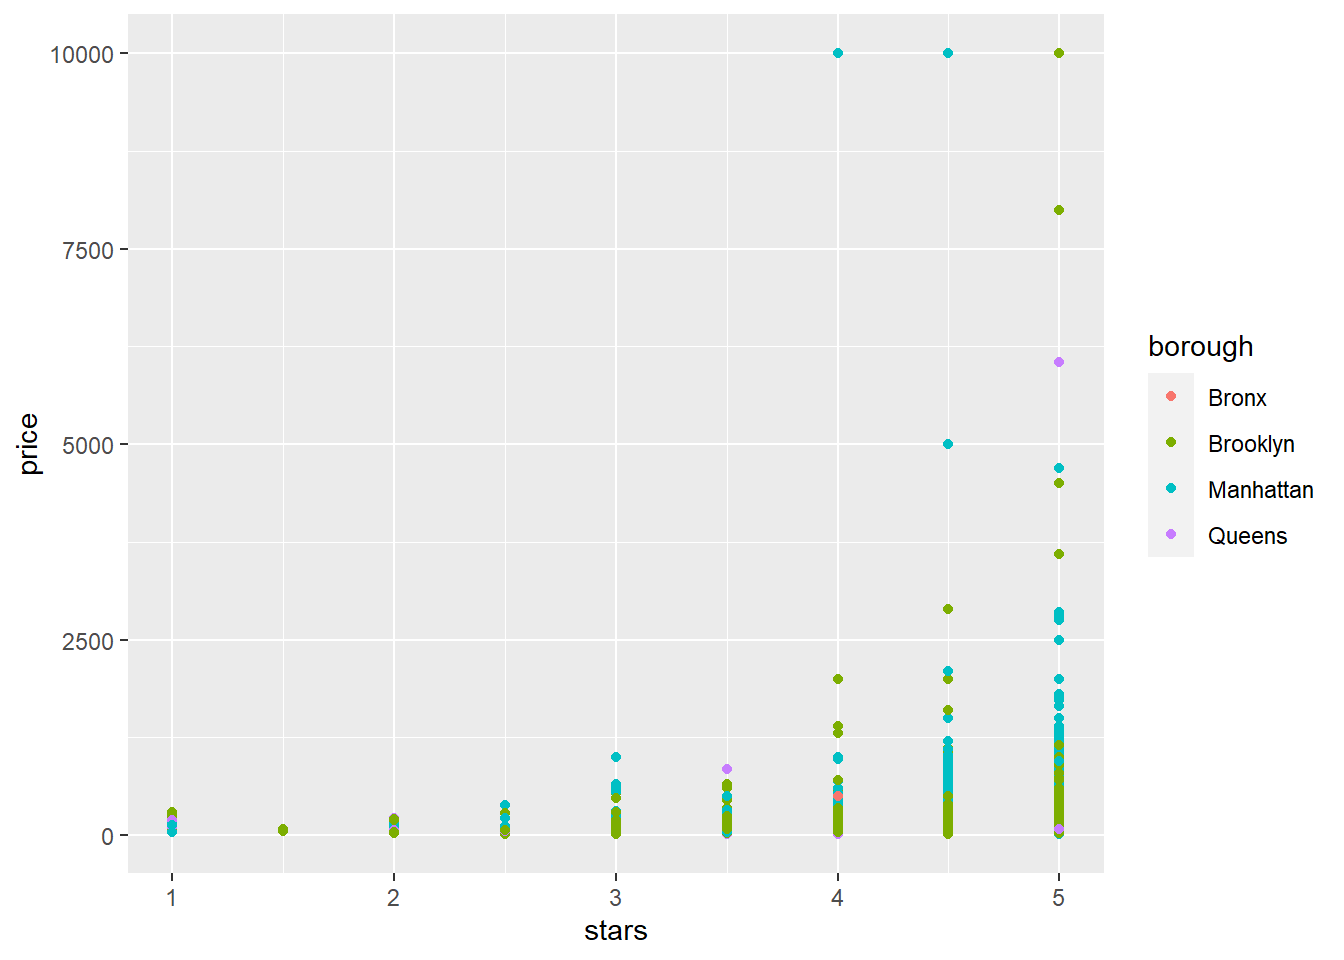 10000
7500
5000
2500
0
price
1 2 3 4 5
stars
borough
Bronx
Brooklyn
Manhattan
Queens